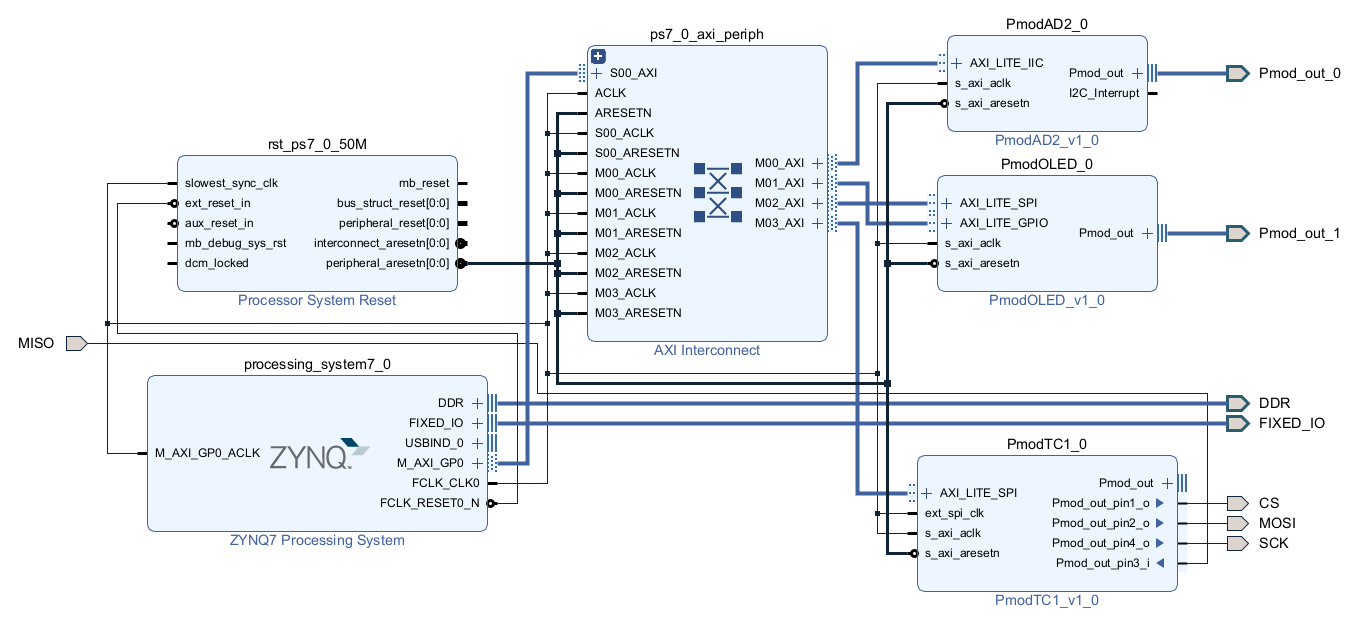 rst_ps7_0_50M
slowest_sync_clk
ext_reset_in
aux_reset_in
mb_debug_sys_rst
dcm_locked
mb_reset
bus_struct_reset[0:0]
peripheral_reset[0:0]
interconnect_aresetn[0:0]
peripheral_aresetn[0:0]
Processor System Reset
MISO
processing_system7_0
M_AXI_GP0_ACLK
ZYNQ
DDR
FIXED_IO
USBIND_0
M_AXI_GP0
FCLK_CLK0
FCLK_RESET0_N
ZYNQ7 Processing System
ps7_0_axi_periph
S00_AXI
ACLK
ARESETN
S00_ACLK
S00_ARESETN
M00_ACLK
M00_ARESETN
M01_ACLK
M01_ARESETN
M02_ACLK
M02_ARESETN
M03_ACLK
M03_ARESETN
M00_AXI
M01_AXI
M02_AXI
M03_AXI
AXI Interconnect
PmodAD2_0
AXI_LITE_IIC
s_axi_aclk
s_axi_aresetn
Pmod_out
I2C_Interrupt
PmodAD2_v1_0
PmodOLED_0
AXI_LITE_SPI
AXI_LITE_GPIO
s_axi_aclk
s_axi_aresetn
Pmod_out
PmodOLED_v1_0
PmodTC1_0
AXI_LITE_SPI
ext_spi_clk
s_axi_aclk
s_axi_aresetn
Pmod_out
Pmod_out_pin1_o
Pmod_out_pin2_o
Pmod_out_pin4_o
Pmod_out_pin3_i
PmodTC1_v1_0
Pmod_out_0
Pmod_out_1
DDR
FIXED_IO
CS
MOSI
SCK